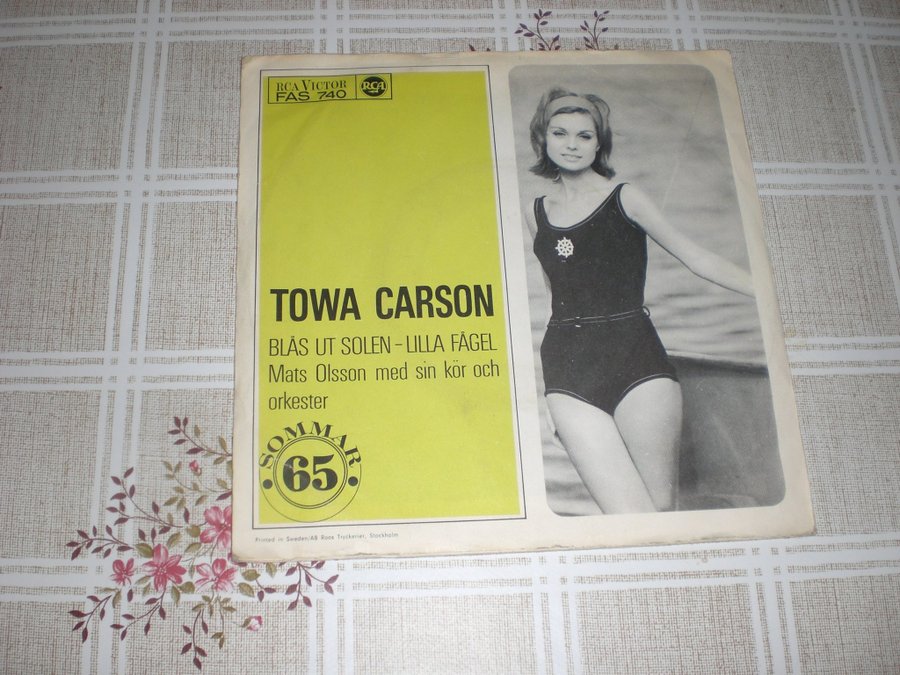 RCA VICTOR
FAS 740
RCA
TOWA CARSON
BLÅS UT SOLEN – LILLA FÅGEL
Mats Olsson med sin kör och
orkester
SOMMAR
65
Printed in Sweden/AB Roos Tryckerier, Stockholm